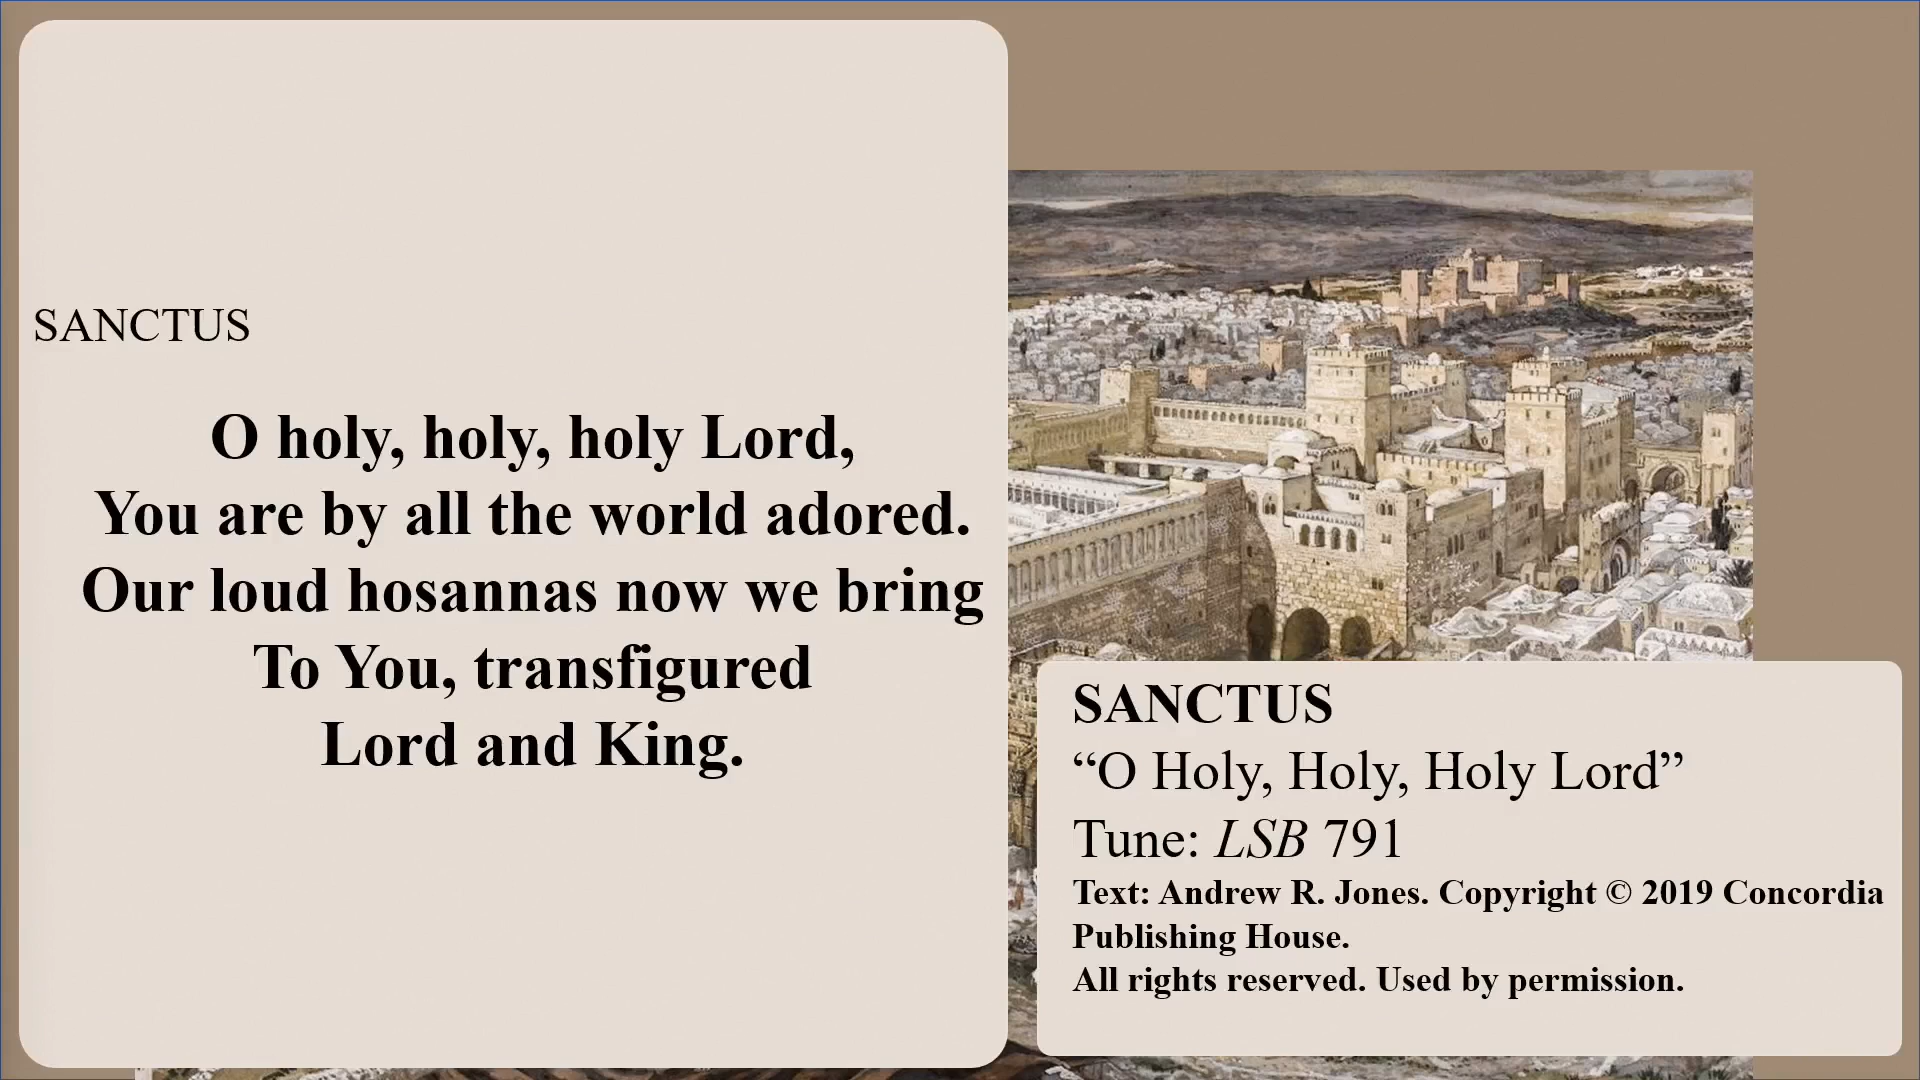 SANCTUS
O holy, holy, holy Lord,
You are by all the world adored.
Our loud hosannas now we bring
To You, transfigured
Lord and King.
SANCTUS
“O Holy, Holy, Holy Lord”
Tune: LSB 791
Text: Andrew R. Jones. Copyright © 2019 Concordia
Publishing House.
All rights reserved. Used by permission.